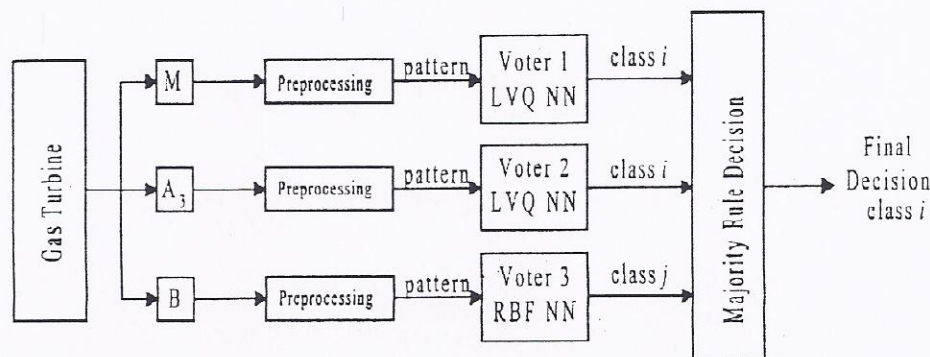 Gas Turbine
M
Preprocessing
pattern
Voter 1
LVQ NN
class i
A3
Preprocessing
pattern
Voter 2
LVQ NN
class i
B
Preprocessing
pattern
Voter 3
RBF NN
class j
Majority Rule Decision
Final
Decision
class i